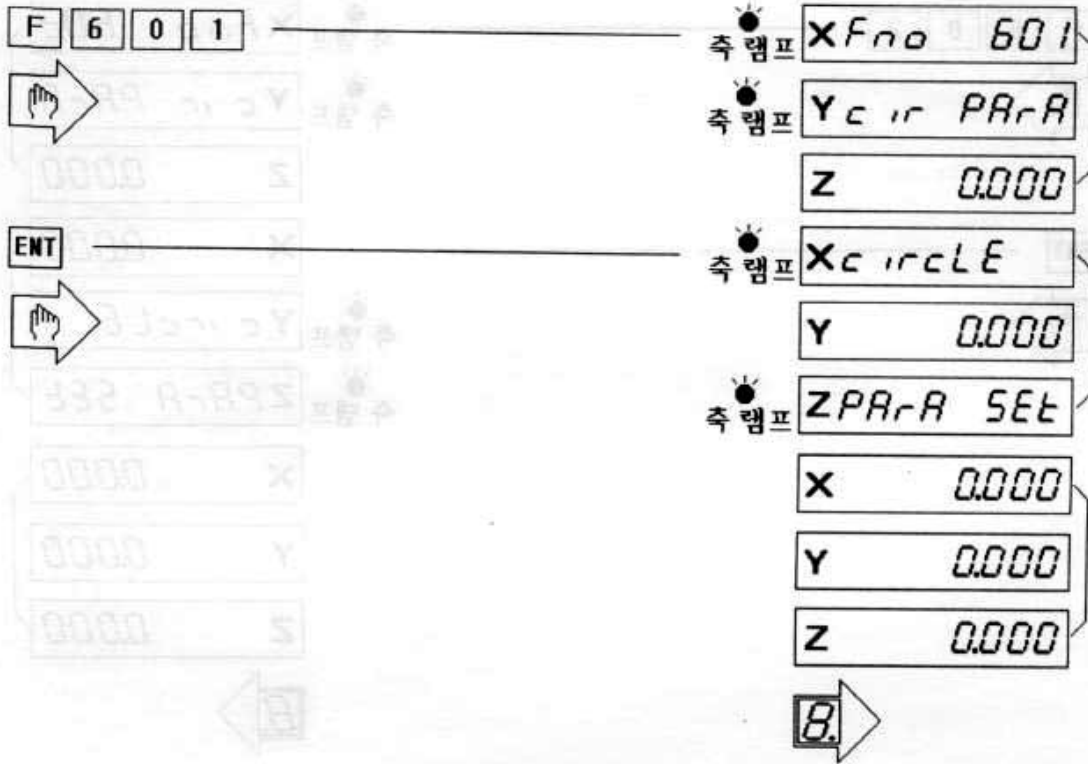 F 6 0 1
축 램프 X Fno 601
축 램프 Y cir PArA
Z 0.000
ENT
축 램프 X circLE
Y 0.000
축 램프 Z PArA SEt
X 0.000
Y 0.000
Z 0.000
8.